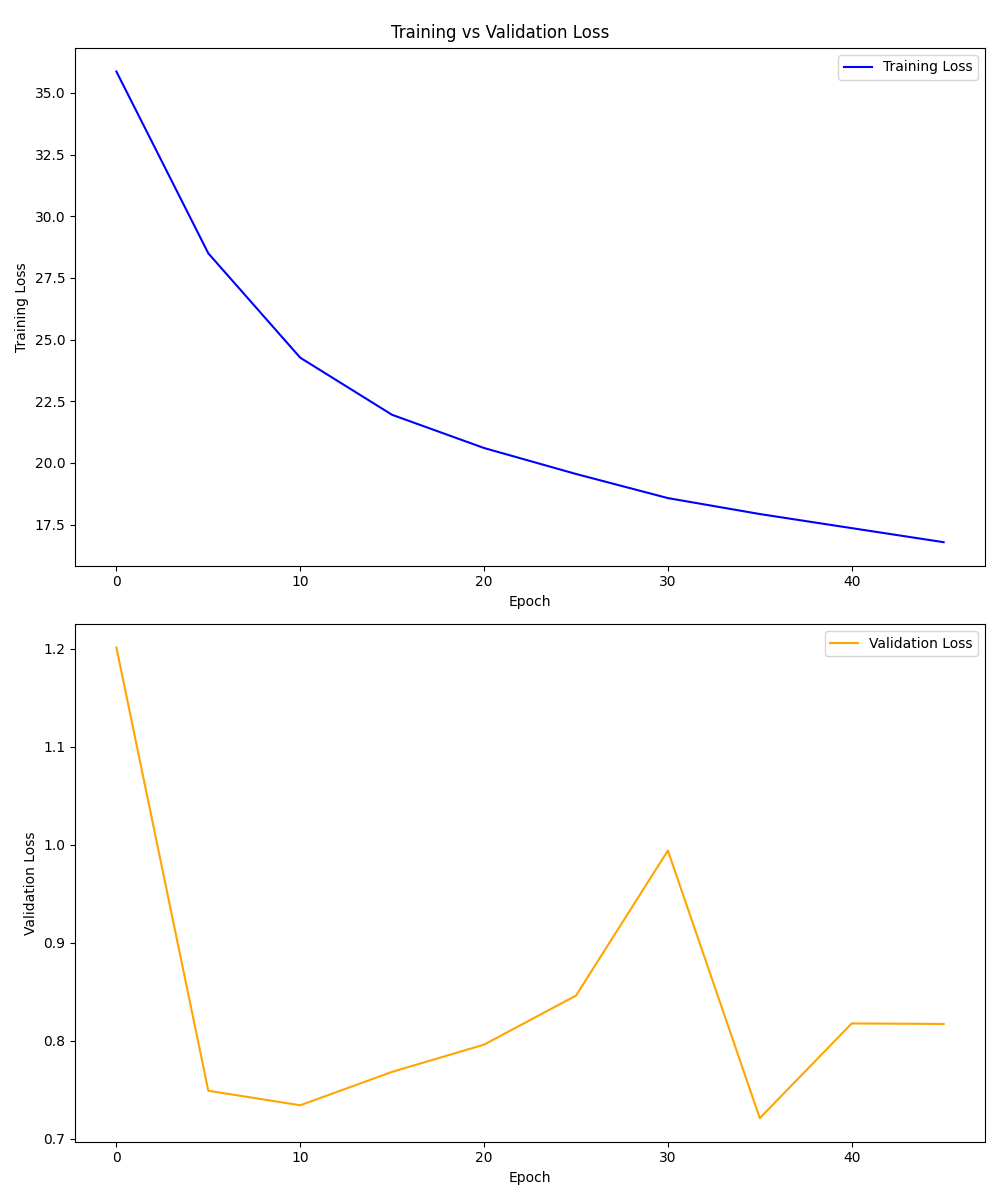 Training vs Validation Loss
Training Loss
35.0
32.5
30.0
27.5
25.0
22.5
20.0
17.5
Training Loss
0 10 20 30 40
Epoch
Validation Loss
1.2
1.1
1.0
0.9
0.8
0.7
Validation Loss
0 10 20 30 40
Epoch